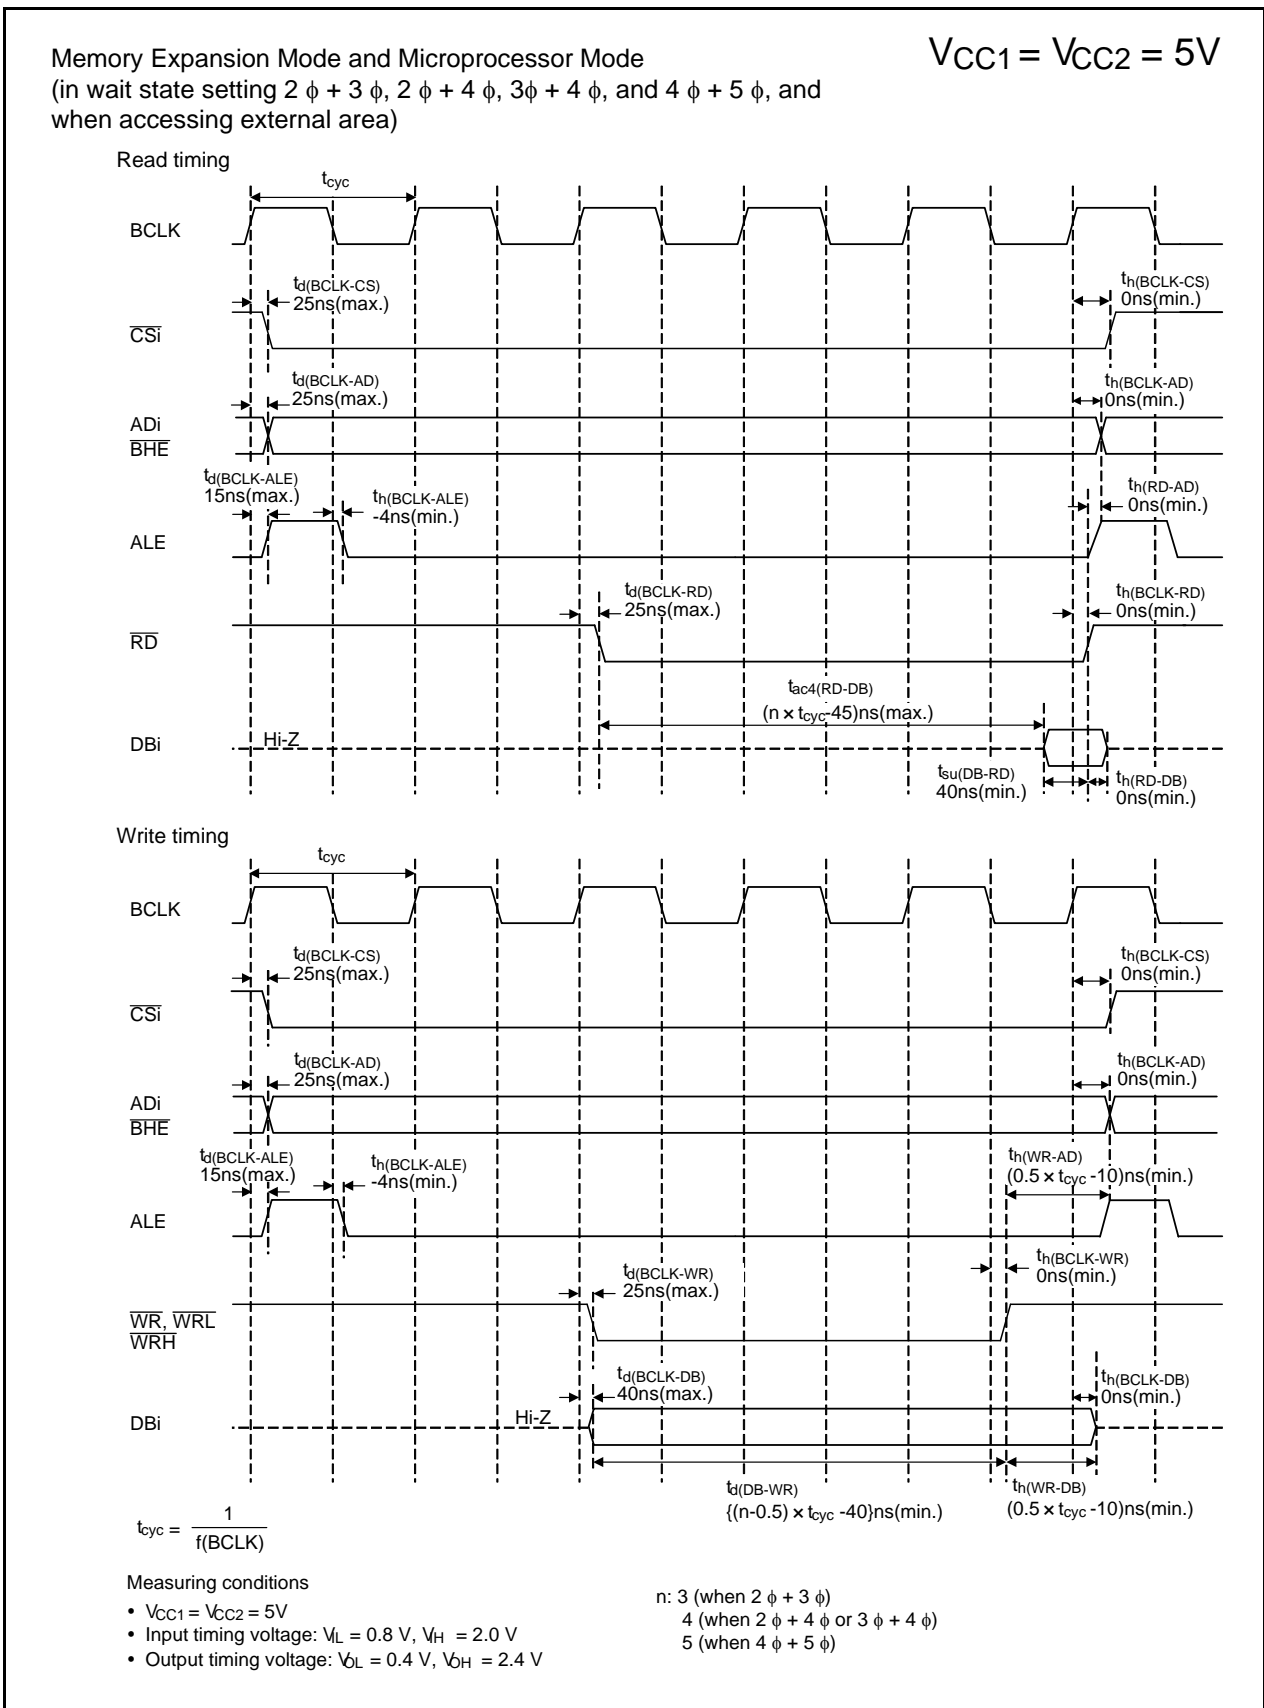 Memory Expansion Mode and Microprocessor Mode
VCC1 = VCC2 = 5V
(in wait state setting 2 ϕ + 3 ϕ, 2 ϕ + 4 ϕ, 3ϕ + 4 ϕ, and 4 ϕ + 5 ϕ, and
when accessing external area)
Read timing
tcyc
BCLK
td(BCLK-CS)
25ns(max.)
th(BCLK-CS)
0ns(min.)
CSi
td(BCLK-AD)
25ns(max.)
th(BCLK-AD)
0ns(min.)
ADi
BHE
td(BCLK-ALE)
15ns(max.)
th(BCLK-ALE)
-4ns(min.)
th(RD-AD)
0ns(min.)
ALE
td(BCLK-RD)
25ns(max.)
th(BCLK-RD)
0ns(min.)
RD
tac4(RD-DB)
(n × tcyc-45)ns(max.)
DBi
Hi-Z
tsu(DB-RD)
40ns(min.)
th(RD-DB)
0ns(min.)
Write timing
tcyc
BCLK
td(BCLK-CS)
25ns(max.)
th(BCLK-CS)
0ns(min.)
CSi
td(BCLK-AD)
25ns(max.)
th(BCLK-AD)
0ns(min.)
ADi
BHE
td(BCLK-ALE)
15ns(max.)
th(BCLK-ALE)
-4ns(min.)
th(WR-AD)
(0.5 × tcyc -10)ns(min.)
ALE
td(BCLK-WR)
25ns(max.)
th(BCLK-WR)
0ns(min.)
WR, WRL
WRH
td(BCLK-DB)
40ns(max.)
th(BCLK-DB)
0ns(min.)
DBi
Hi-Z
td(DB-WR)
{(n-0.5) × tcyc -40}ns(min.)
th(WR-DB)
(0.5 × tcyc -10)ns(min.)
tcyc = 1
f(BCLK)
Measuring conditions
• VCC1 = VCC2 = 5V
• Input timing voltage: VIL = 0.8 V, VIH = 2.0 V
• Output timing voltage: VOL = 0.4 V, VOH = 2.4 V
n: 3 (when 2 ϕ + 3 ϕ)
4 (when 2 ϕ + 4 ϕ or 3 ϕ + 4 ϕ)
5 (when 4 ϕ + 5 ϕ)